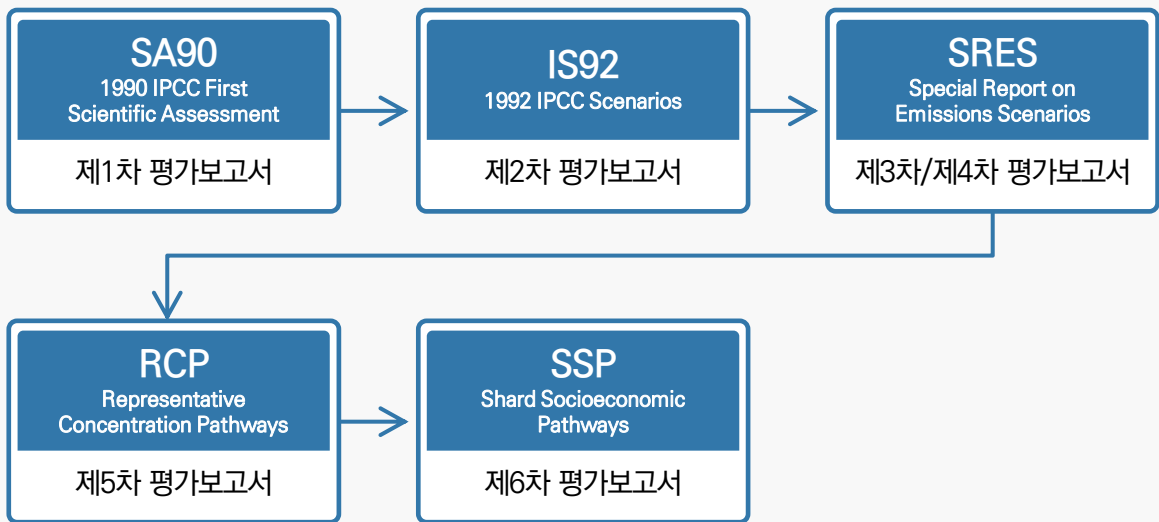 SA90
1990 IPCC First
Scientific Assessment
제1차 평가보고서
IS92
1992 IPCC Scenarios
제2차 평가보고서
SRES
Special Report on
Emissions Scenarios
제3차/제4차 평가보고서
RCP
Representative
Concentration Pathways
제5차 평가보고서
SSP
Shard Socioeconomic
Pathways
제6차 평가보고서